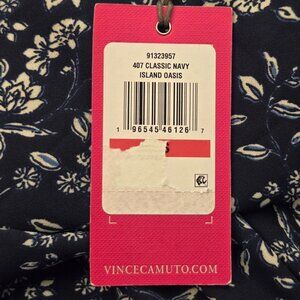 91323957
407 CLASSIC NAVY
ISLAND OASIS
1 96545 46126 7
S
VINCECAMUTO.COM